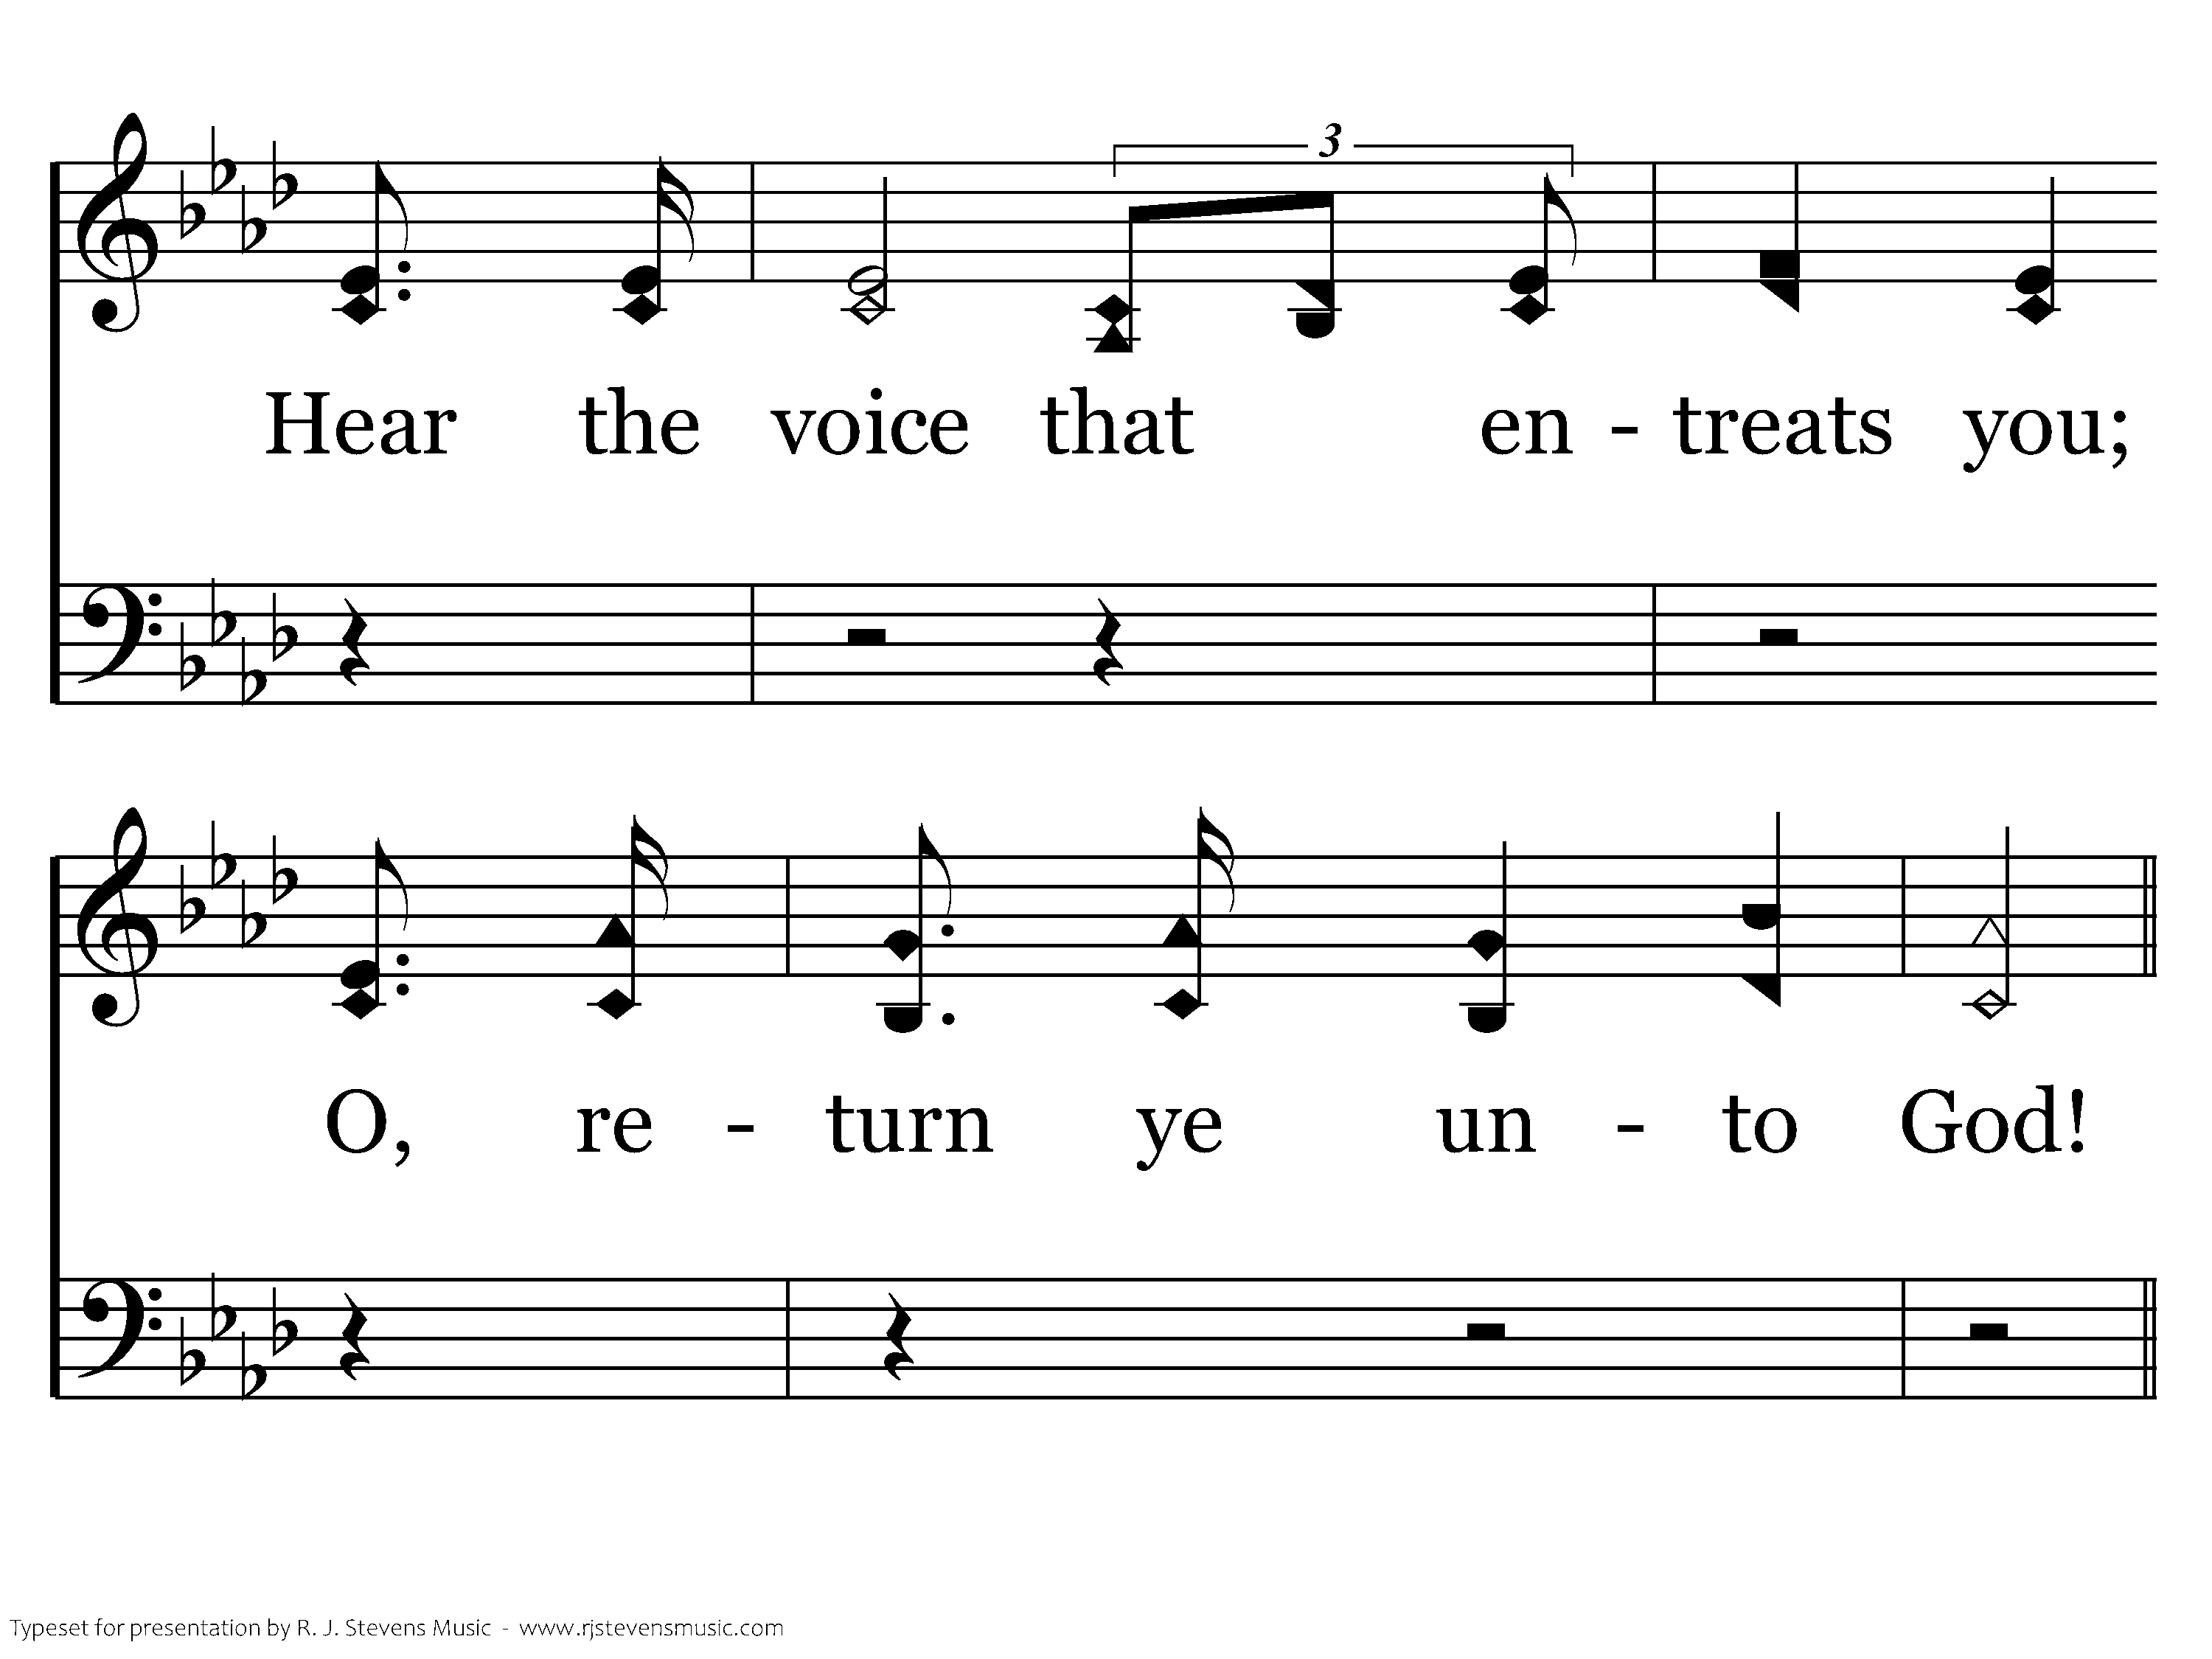 3
Hear the voice that en - treats you;
O, re - turn ye un - to God!
Typeset for presentation by R. J. Stevens Music - www.rjstevensmusic.com